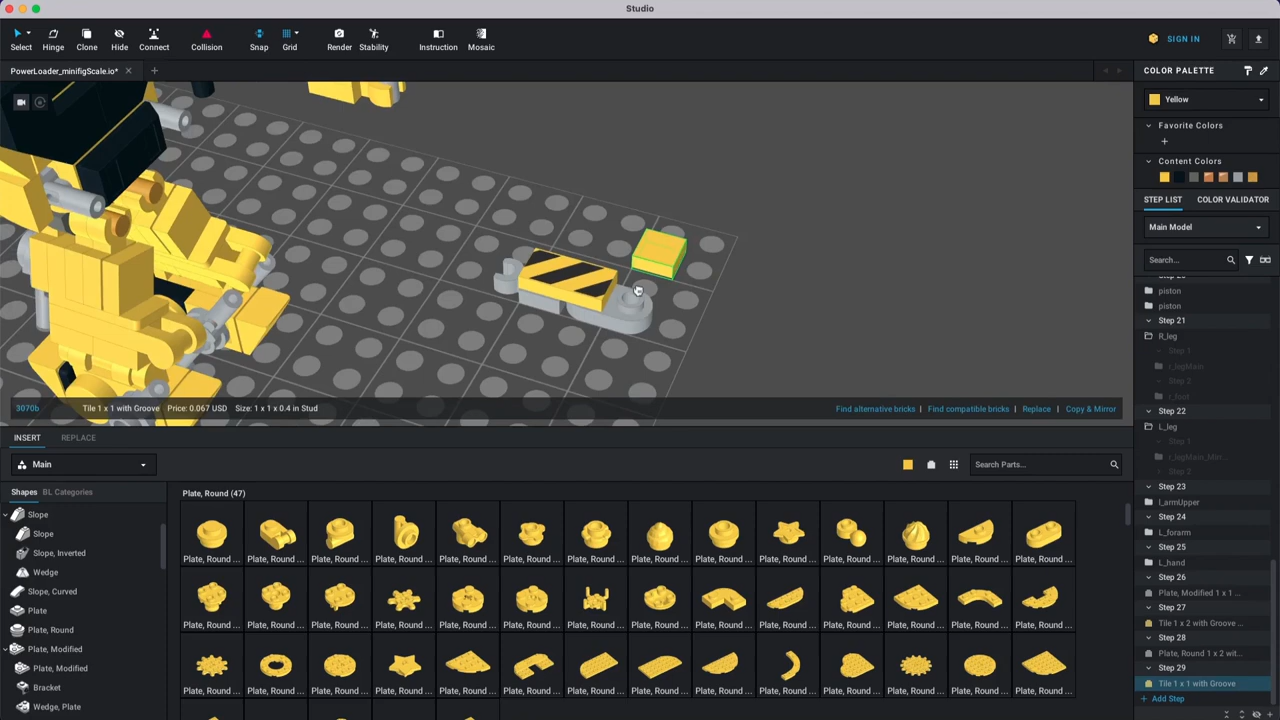 Studio
Select Hinge Clone Hide Connect Collision Snap Grid Render Stability Instruction Mosaic SIGN IN
PowerLoader_minifigScale.io*
COLOR PALETTE
Yellow
Favorite Colors
Content Colors
STEP LIST COLOR VALIDATOR
Main Model
Search...
piston
piston
Step 21
R_leg
Step 1
r_legMain
Step 2
r_foot
Step 22
L_leg
Step 1
r_legMain_Mirr...
Step 2
Step 23
l_armUpper
Step 24
L_forarm
Step 25
L_hand
Step 26
Plate, Modified 1 x 1 ...
Step 27
Tile 1 x 2 with Groove ...
Step 28
Plate, Round 1 x 2 wit...
Step 29
Tile 1 x 1 with Groove
Add Step
3070b Tile 1 x 1 with Groove Price: 0.067 USD Size: 1 x 1 x 0.4 in Stud Find alternative bricks | Find compatible bricks | Replace | Copy & Mirror
INSERT REPLACE
Main
Search Parts...
Shapes BL Categories
Slope
Slope
Slope, Inverted
Wedge
Slope, Curved
Plate
Plate, Round
Plate, Modified
Plate, Modified
Bracket
Wedge, Plate
Plate, Round (47)
Plate, Round ... Plate, Round ... Plate, Round ... Plate, Round ... Plate, Round ... Plate, Round ... Plate, Round ... Plate, Round ... Plate, Round ... Plate, Round ... Plate, Round ... Plate, Round ... Plate, Round ... Plate, Round ...
Plate, Round ... Plate, Round ... Plate, Round ... Plate, Round ... Plate, Round ... Plate, Round ... Plate, Round ... Plate, Round ... Plate, Round ... Plate, Round ... Plate, Round ... Plate, Round ... Plate, Round ... Plate, Round ...
Plate, Round ... Plate, Round ... Plate, Round ... Plate, Round ... Plate, Round ... Plate, Round ... Plate, Round ... Plate, Round ... Plate, Round ... Plate, Round ... Plate, Round ... Plate, Round ... Plate, Round ... Plate, Round ...